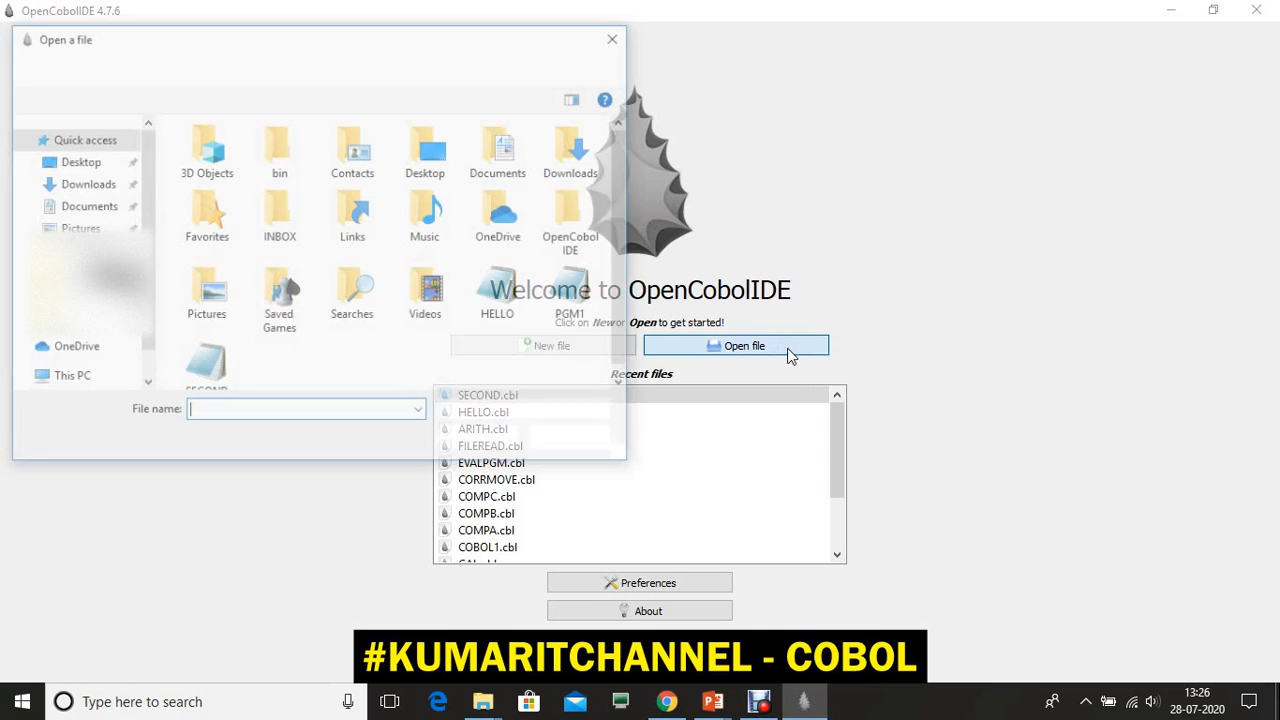 OpenCobolIDE 4.7.6
Open a file
Quick access
Desktop
Downloads
Documents
Pictures
OneDrive
This PC
3D Objects
bin
Contacts
Desktop
Documents
Downloads
Favorites
INBOX
Links
Music
OneDrive
OpenCobol
IDE
Pictures
Saved
Games
Searches
Videos
HELLO
PGM1
SECOND
File name:
Welcome to OpenCobolIDE
Click on New or Open to get started!
New file
Open file
Recent files
SECOND.cbl
HELLO.cbl
ARITH.cbl
FILEREAD.cbl
EVALPGM.cbl
CORRMOVE.cbl
COMPC.cbl
COMPB.cbl
COMPA.cbl
COBOL1.cbl
Preferences
About
#KUMARITCHANNEL - COBOL
Type here to search
13:26
28-07-2020